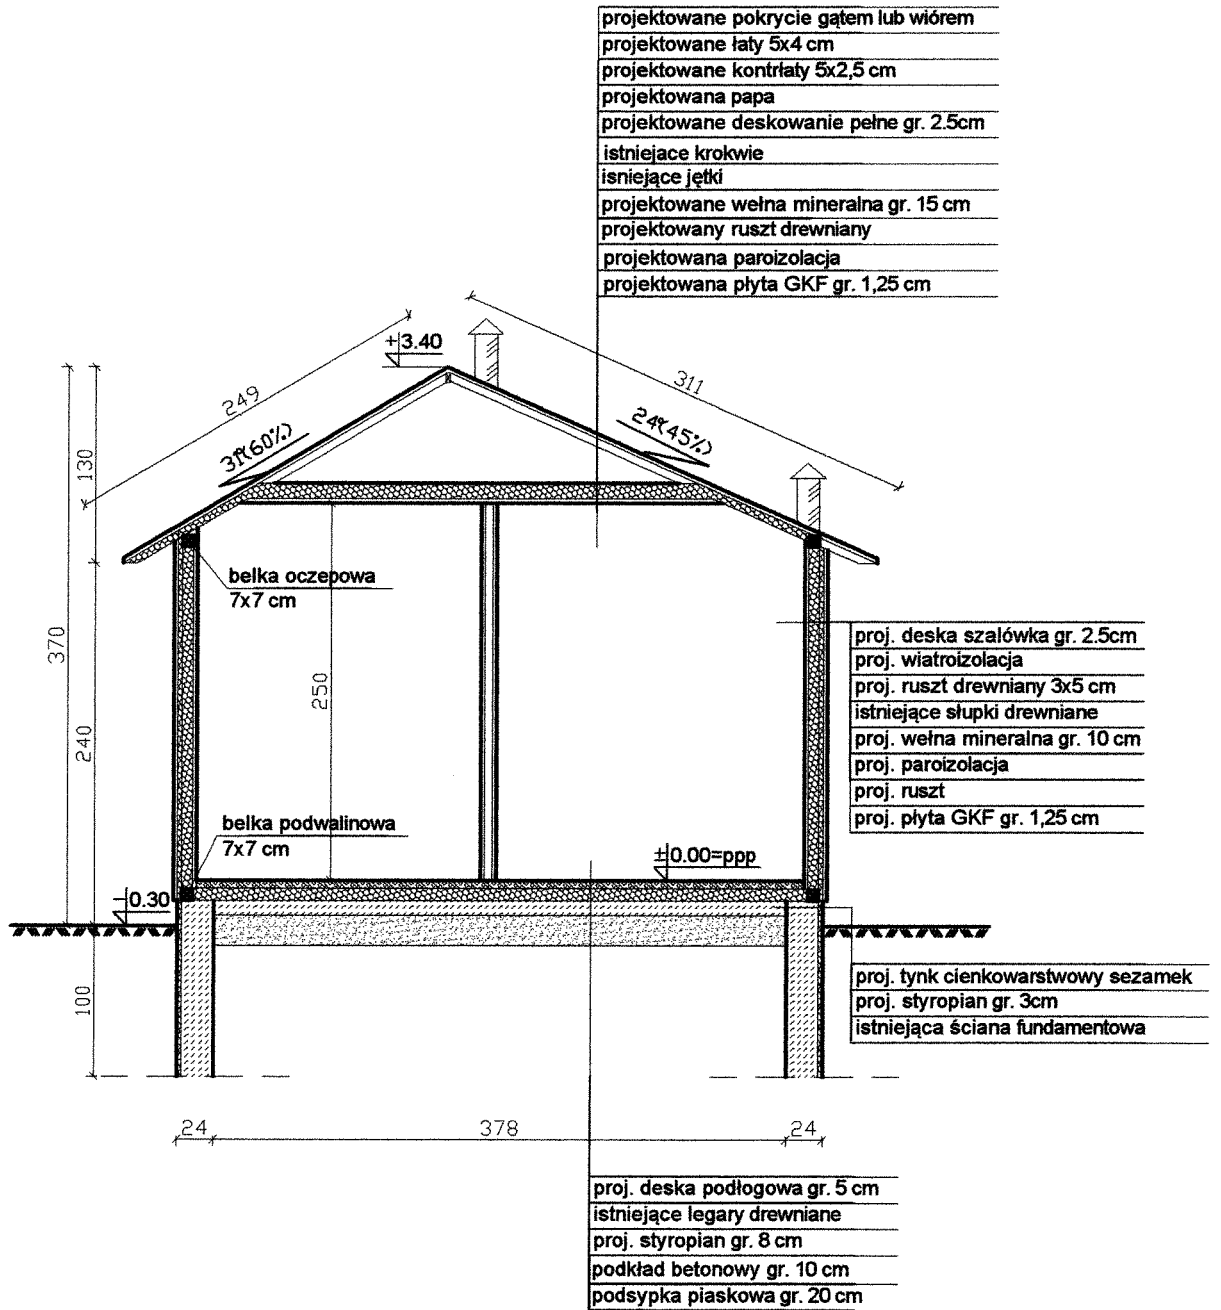 projektowane pokrycie gątem lub wiórem
projektowane łaty 5x4 cm
projektowane kontrłaty 5x2,5 cm
projektowana papa
projektowane deskowanie pełne gr. 2.5cm
istniejace krokwie
isniejące jętki
projektowane wełna mineralna gr. 15 cm
projektowany ruszt drewniany
projektowana paroizolacja
projektowana płyta GKF gr. 1,25 cm
+3.40
249
311
31°(60%)
24°(45%)
130
belka oczepowa
7x7 cm
370
240
250
proj. deska szalówka gr. 2.5cm
proj. wiatroizolacja
proj. ruszt drewniany 3x5 cm
istniejące słupki drewniane
proj. wełna mineralna gr. 10 cm
proj. paroizolacja
proj. ruszt
proj. płyta GKF gr. 1,25 cm
belka podwalinowa
7x7 cm
±0.00=ppp
-0.30
100
proj. tynk cienkowarstwowy sezamek
proj. styropian gr. 3cm
istniejąca ściana fundamentowa
24
378
24
proj. deska podłogowa gr. 5 cm
istniejące legary drewniane
proj. styropian gr. 8 cm
podkład betonowy gr. 10 cm
podsypka piaskowa gr. 20 cm